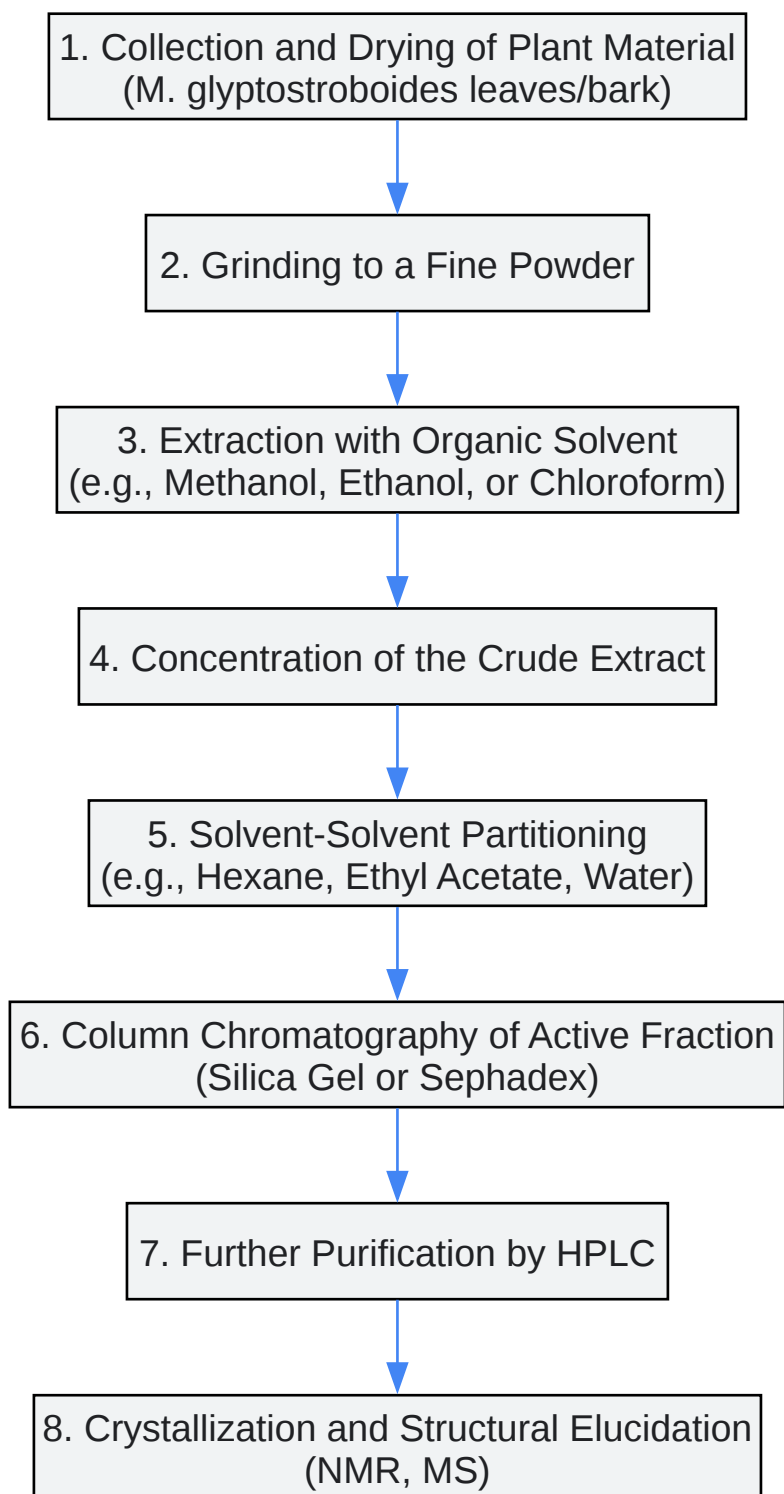 1. Collection and Drying of Plant Material
(M. glyptostroboides leaves/bark)
2. Grinding to a Fine Powder
3. Extraction with Organic Solvent
(e.g., Methanol, Ethanol, or Chloroform)
4. Concentration of the Crude Extract
5. Solvent-Solvent Partitioning
(e.g., Hexane, Ethyl Acetate, Water)
6. Column Chromatography of Active Fraction
(Silica Gel or Sephadex)
7. Further Purification by HPLC
8. Crystallization and Structural Elucidation
(NMR, MS)